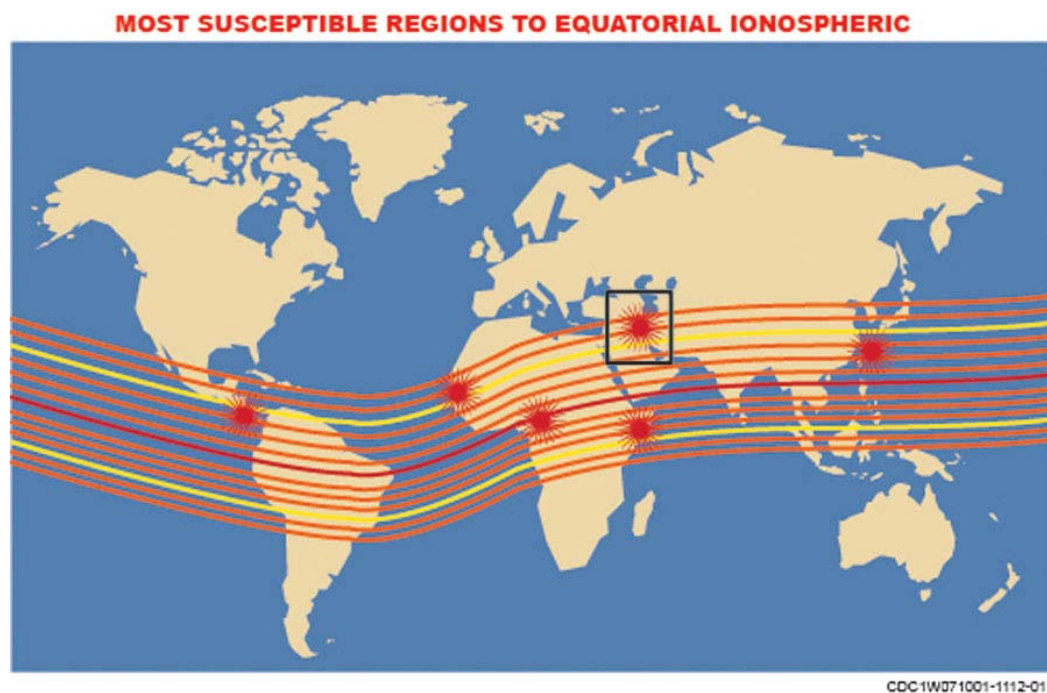 MOST SUSCEPTIBLE REGIONS TO EQUATORIAL IONOSPHERIC
CDC1W071001-1112-01